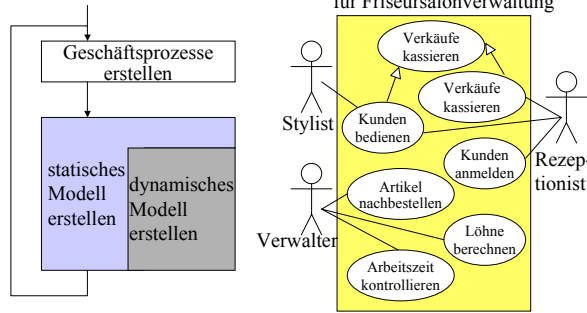 für Friseursalonverwaltung
Geschäftsprozesse
erstellen
statisches
Modell
erstellen
dynamisches
Modell
erstellen
Verkäufe
kassieren
Verkäufe
kassieren
Stylist
Kunden
bedienen
Kunden
anmelden
Rezep-
tionist
Artikel
nachbestellen
Verwalter
Löhne
berechnen
Arbeitszeit
kontrollieren